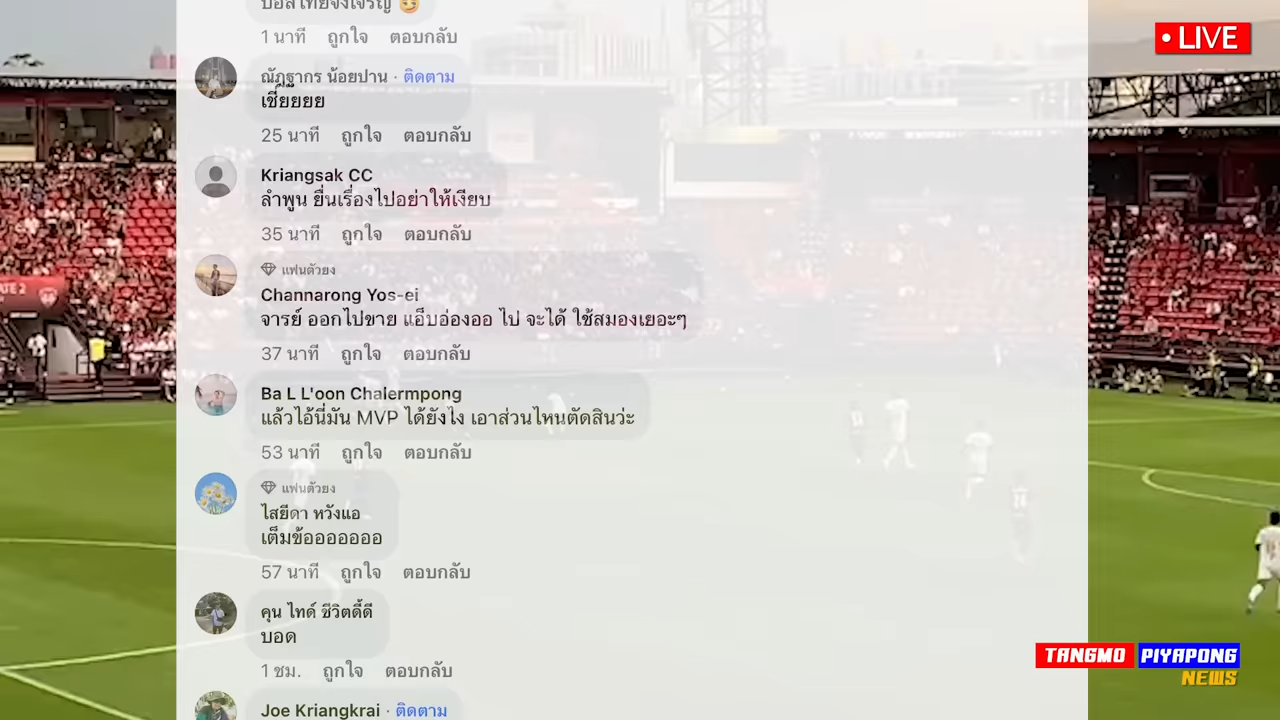 บอลไทยจงเจริญ 😏
1 นาที ถูกใจ ตอบกลับ
• LIVE
ณัฏฐากร น้อยปาน · ติดตาม
เชี่ยยยย
25 นาที ถูกใจ ตอบกลับ
Kriangsak CC
ลำพูน ยื่นเรื่องไปอย่าให้เงียบ
35 นาที ถูกใจ ตอบกลับ
แฟนตัวยง
Channarong Yos-ei
จารย์ ออกไปขาย แอ็บอ่องออ ไป่ จะได้ ใช้สมองเยอะๆ
37 นาที ถูกใจ ตอบกลับ
Ba L L'oon Chalermpong
แล้วไอ้นี่มัน MVP ได้ยังไง เอาส่วนไหนตัดสินว่ะ
53 นาที ถูกใจ ตอบกลับ
แฟนตัวยง
ไสยีดา หวังแอ
เต็มข้อออออออ
57 นาที ถูกใจ ตอบกลับ
คุน ไทด์ ชีวิตดี้ดี
บอด
1 ชม. ถูกใจ ตอบกลับ
Joe Kriangkrai · ติดตาม
TANGMO PIYAPONG
NEWS